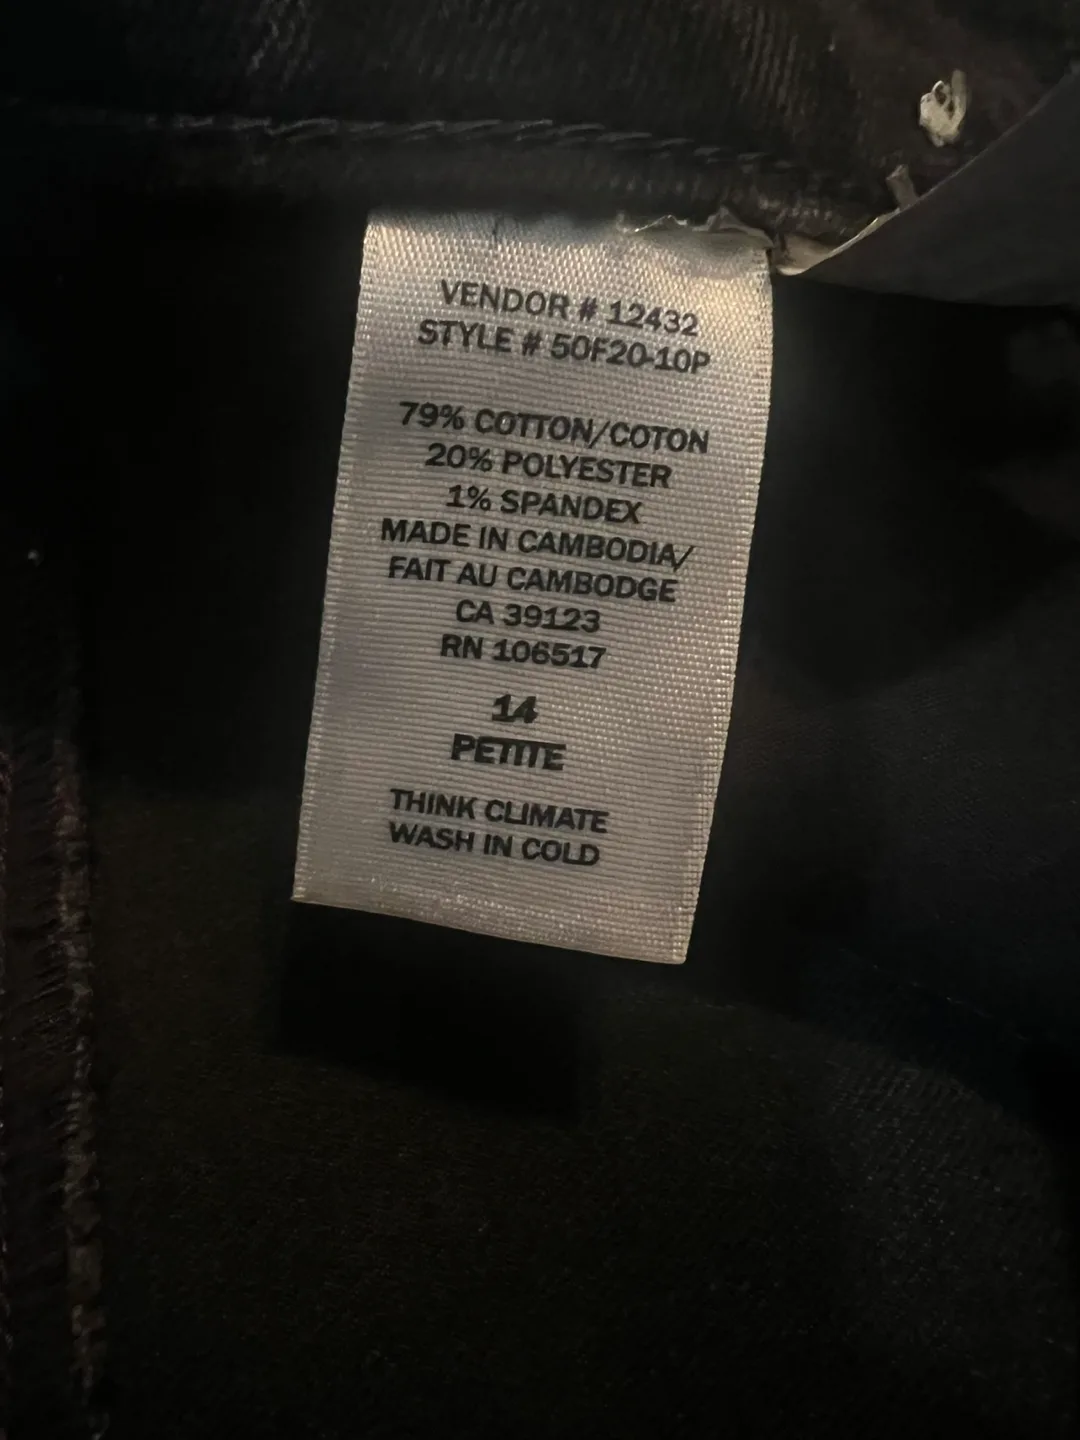 VENDOR # 12432
STYLE # 50F20-10P
79% COTTON/COTON
20% POLYESTER
1% SPANDEX
MADE IN CAMBODIA/
FAIT AU CAMBODGE
CA 39123
RN 106517
14
PETITE
THINK CLIMATE
WASH IN COLD